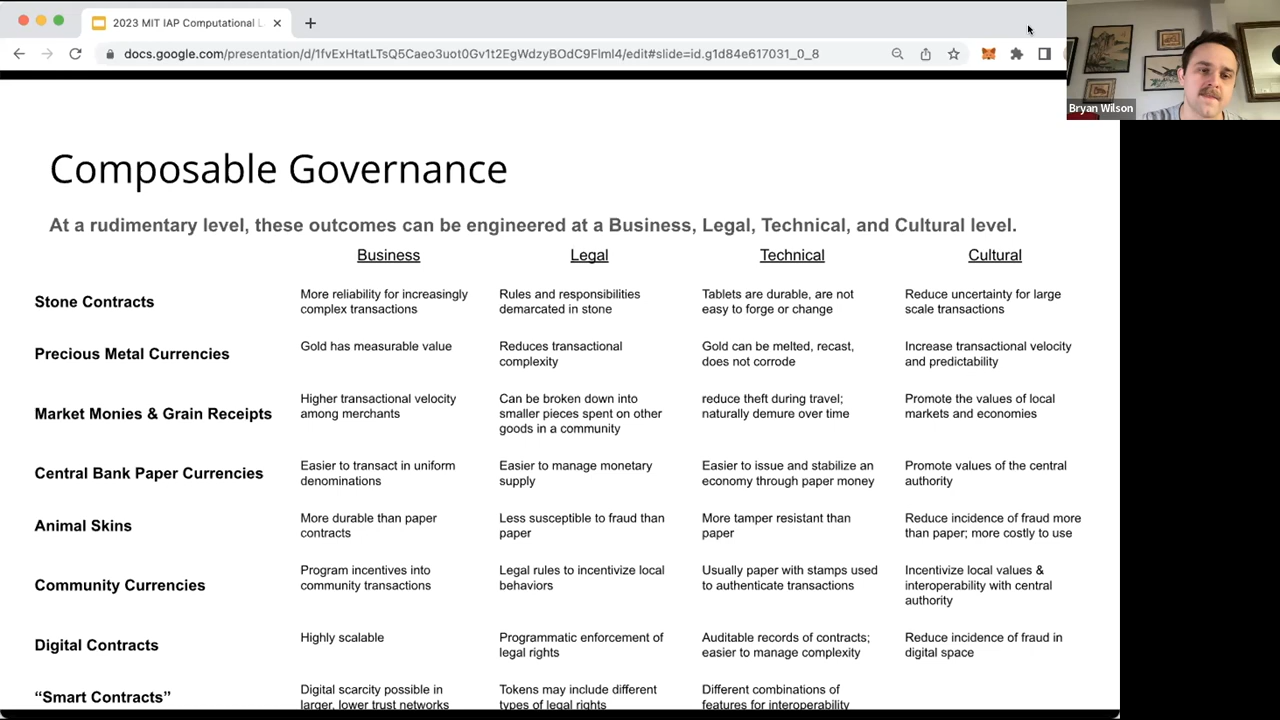 2023 MIT IAP Computational L
docs.google.com/presentation/d/1fvExHtatLTsQ5Caeo3uot0Gv1t2EgWdzyBOdC9FlmI4/edit#slide=id.g1d84e617031_0_8
Bryan Wilson
Composable Governance
At a rudimentary level, these outcomes can be engineered at a Business, Legal, Technical, and Cultural level.
Business Legal Technical Cultural
Stone Contracts
More reliability for increasingly
complex transactions
Rules and responsibilities
demarcated in stone
Tablets are durable, are not
easy to forge or change
Reduce uncertainty for large
scale transactions
Precious Metal Currencies
Gold has measurable value
Reduces transactional
complexity
Gold can be melted, recast,
does not corrode
Increase transactional velocity
and predictability
Market Monies & Grain Receipts
Higher transactional velocity
among merchants
Can be broken down into
smaller pieces spent on other
goods in a community
reduce theft during travel;
naturally demure over time
Promote the values of local
markets and economies
Central Bank Paper Currencies
Easier to transact in uniform
denominations
Easier to manage monetary
supply
Easier to issue and stabilize an
economy through paper money
Promote values of the central
authority
Animal Skins
More durable than paper
contracts
Less susceptible to fraud than
paper
More tamper resistant than
paper
Reduce incidence of fraud more
than paper; more costly to use
Community Currencies
Program incentives into
community transactions
Legal rules to incentivize local
behaviors
Usually paper with stamps used
to authenticate transactions
Incentivize local values &
interoperability with central
authority
Digital Contracts
Highly scalable
Programmatic enforcement of
legal rights
Auditable records of contracts;
easier to manage complexity
Reduce incidence of fraud in
digital space
“Smart Contracts”
Digital scarcity possible in
larger, lower trust networks
Tokens may include different
types of legal rights
Different combinations of
features for interoperability